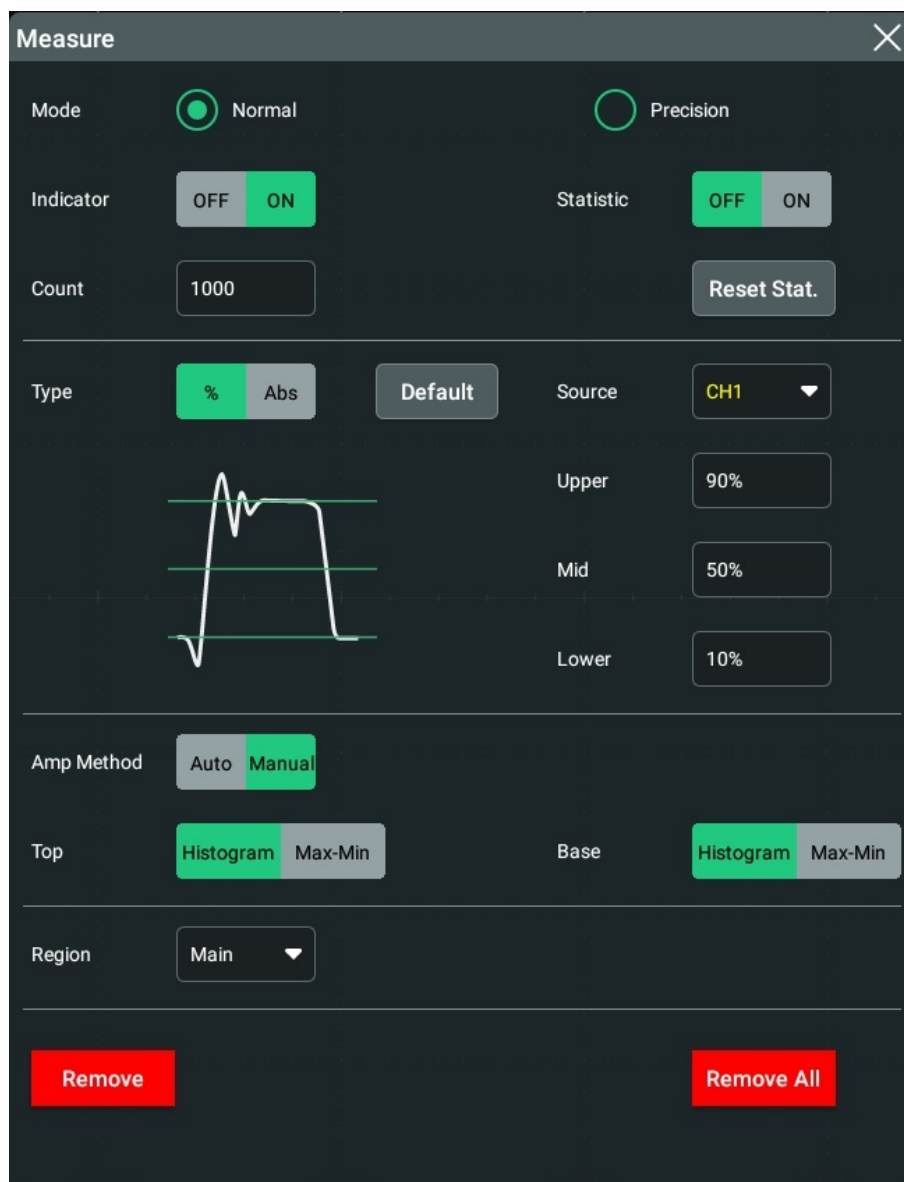 Measure
Mode Normal Precision
Indicator OFF ON Statistic OFF ON
Count 1000 Reset Stat.
Type % Abs Default Source CH1
Upper 90%
Mid 50%
Lower 10%
Amp Method Auto Manual
Top Histogram Max-Min Base Histogram Max-Min
Region Main
Remove Remove All